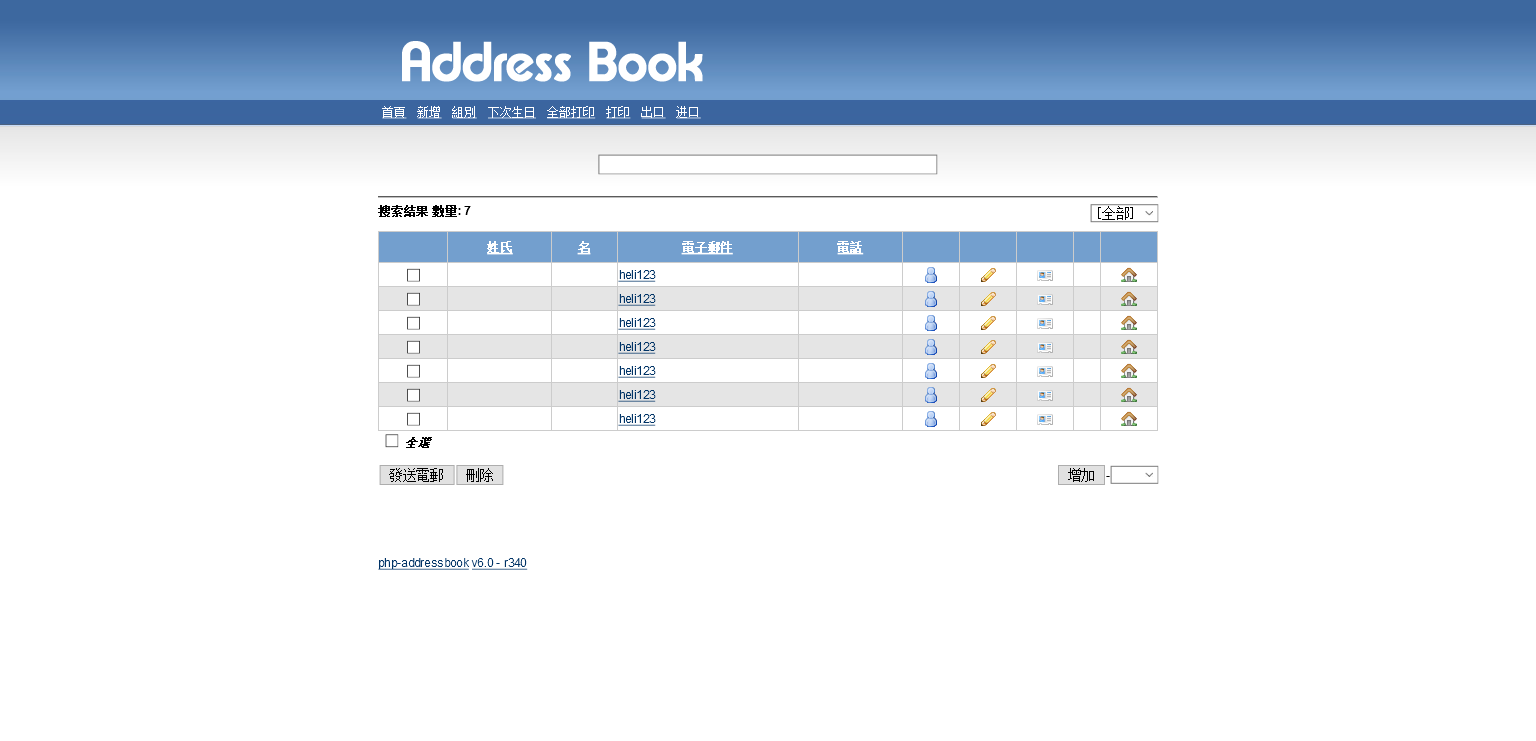 Address Book
首頁 新增 組別 下次生日 全部打印 打印 出口 进口
搜索结果 數量: 7
[全部]
姓氏 名 電子郵件 電話
heli123
heli123
heli123
heli123
heli123
heli123
heli123
全選
發送電郵 刪除 增加 -
php-addressbook v6.0 - r340